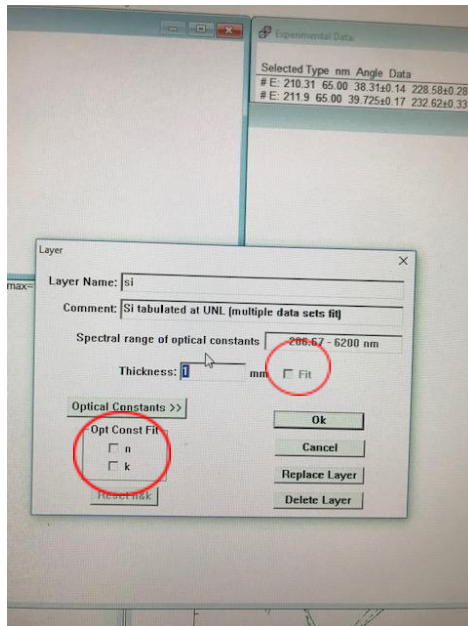 Experimental Data
Selected Type nm Angle Data
# E: 210.31 65.00 38.31±0.14 228.58±0.28
# E: 211.9 65.00 39.725±0.17 232.62±0.33
Layer
max=
Layer Name: si
Comment: Si tabulated at UNL (multiple data sets fit)
Spectral range of optical constants 206.67 - 6200 nm
Thickness: 1 mm Fit
Optical Constants >>
Ok
Opt Const Fit
n
Cancel
k
Replace Layer
Reset n&k
Delete Layer